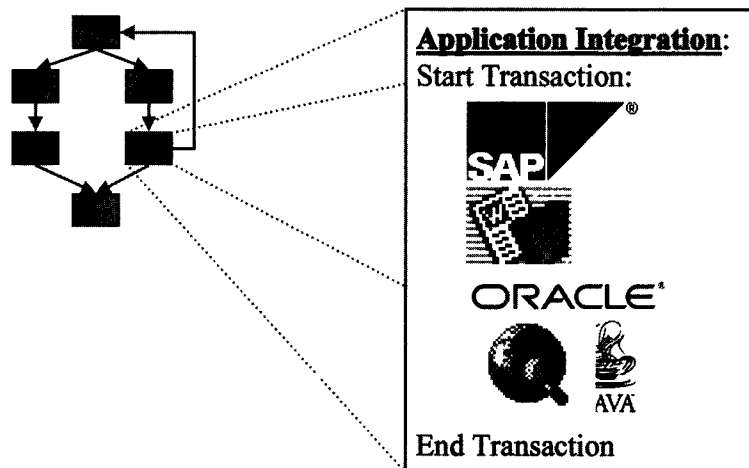 Application Integration:
Start Transaction:
®
SAP
ORACLE®
AVA
End Transaction